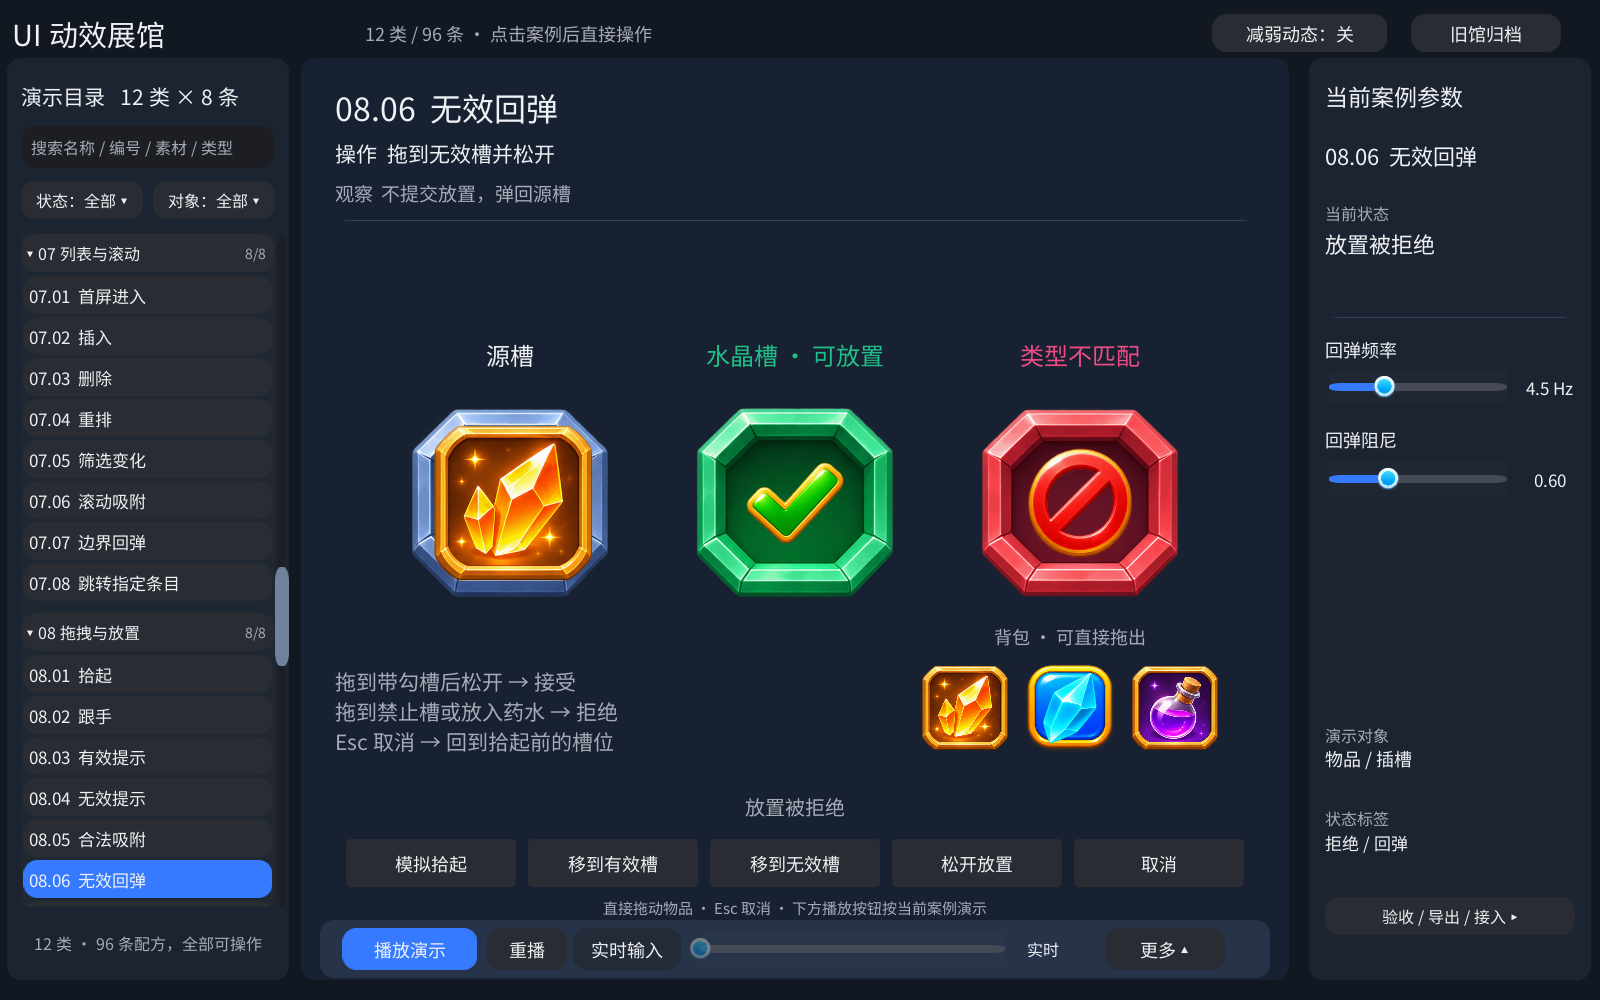 UI 动效展馆
12 类 / 96 条 · 点击案例后直接操作
减弱动态：关
旧馆归档
演示目录 12 类 × 8 条
搜索名称 / 编号 / 素材 / 类型
状态：全部 ▾
对象：全部 ▾
▾ 07 列表与滚动 8/8
07.01 首屏进入
07.02 插入
07.03 删除
07.04 重排
07.05 筛选变化
07.06 滚动吸附
07.07 边界回弹
07.08 跳转指定条目
▾ 08 拖拽与放置 8/8
08.01 拾起
08.02 跟手
08.03 有效提示
08.04 无效提示
08.05 合法吸附
08.06 无效回弹
12 类 · 96 条配方，全部可操作
08.06 无效回弹
操作 拖到无效槽并松开
观察 不提交放置，弹回源槽
源槽
水晶槽 · 可放置
类型不匹配
背包 · 可直接拖出
拖到带勾槽后松开 → 接受
拖到禁止槽或放入药水 → 拒绝
Esc 取消 → 回到拾起前的槽位
放置被拒绝
模拟拾起
移到有效槽
移到无效槽
松开放置
取消
直接拖动物品 · Esc 取消 · 下方播放按钮按当前案例演示
播放演示
重播
实时输入
实时
更多 ▴
当前案例参数
08.06 无效回弹
当前状态
放置被拒绝
回弹频率
4.5 Hz
回弹阻尼
0.60
演示对象
物品 / 插槽
状态标签
拒绝 / 回弹
验收 / 导出 / 接入 ▸